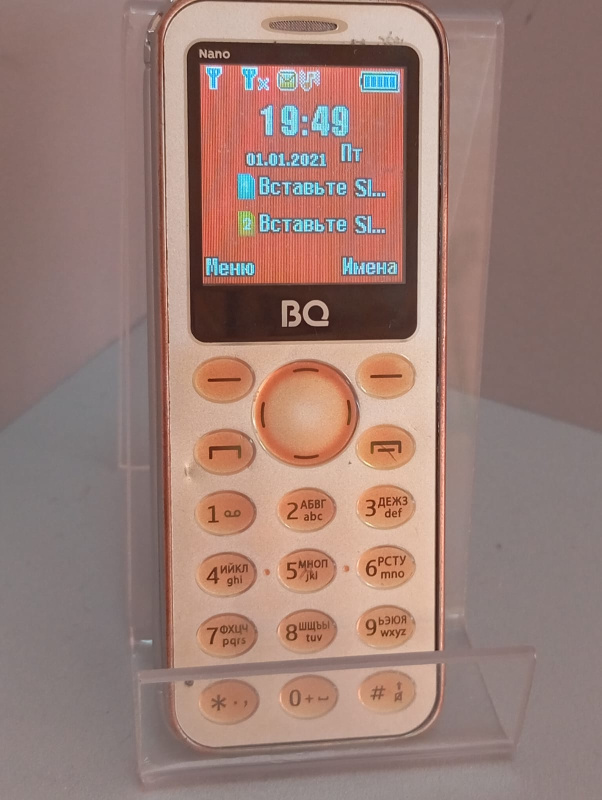 Nano
19:49
01.01.2021 Пт
1 Вставьте SI...
2 Вставьте SI...
Меню Имена
BQ
1
2 АБВГ abc
3 ДЕЖЗ def
4 ИЙКЛ ghi
5 МНОП jkl
6 РСТУ mno
7 ФХЦЧ pqrs
8 ШЩЪЫ tuv
9 ЬЭЮЯ wxyz
* . ,
0 +
#